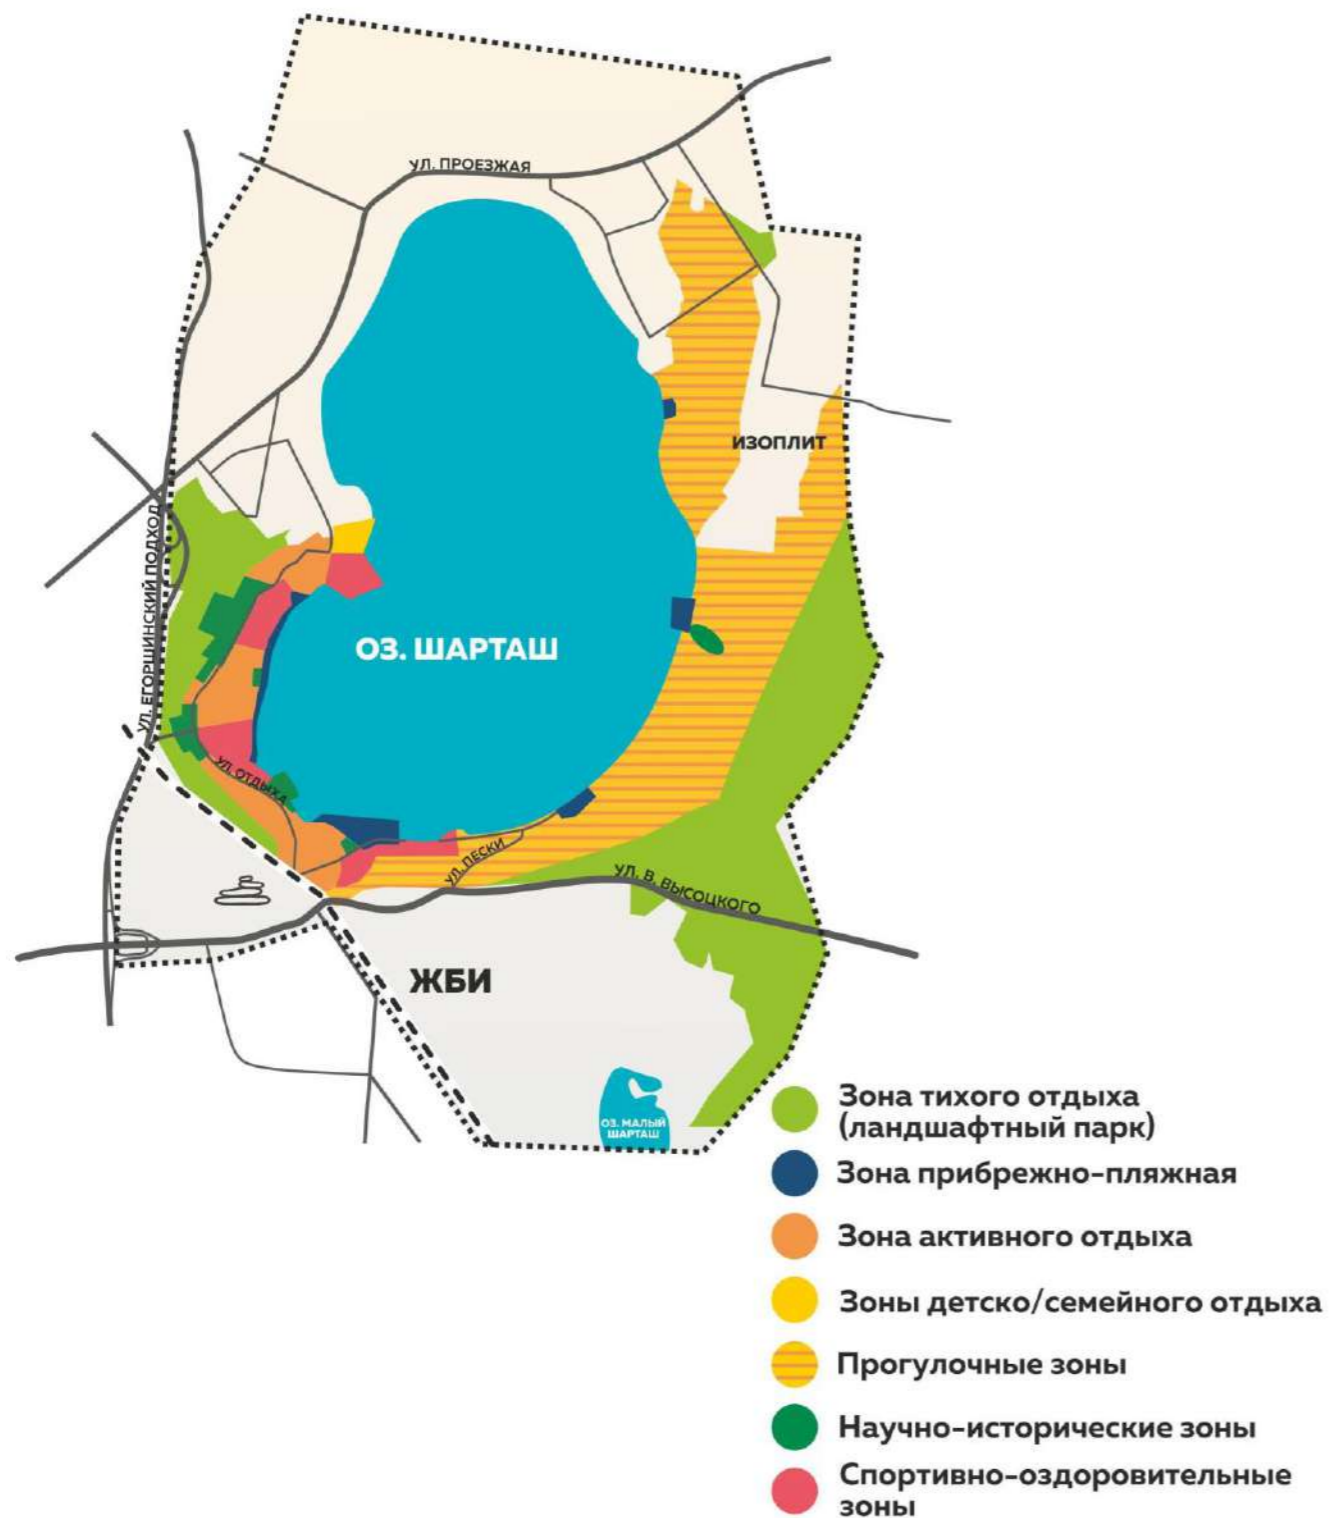 УЛ. ПРОЕЗЖАЯ
ИЗОПЛИТ
УЛ. ЕГОРШИНСКИЙ ПОДХОД
ОЗ. ШАРТАШ
УЛ. ОТДЫХА
УЛ. ПЕСКИ
УЛ. В. ВЫСОЦКОГО
ЖБИ
ОЗ. МАЛЫЙ
ШАРТАШ
Зона тихого отдыха
(ландшафтный парк)
Зона прибрежно-пляжная
Зона активного отдыха
Зоны детско/семейного отдыха
Прогулочные зоны
Научно-исторические зоны
Спортивно-оздоровительные
зоны